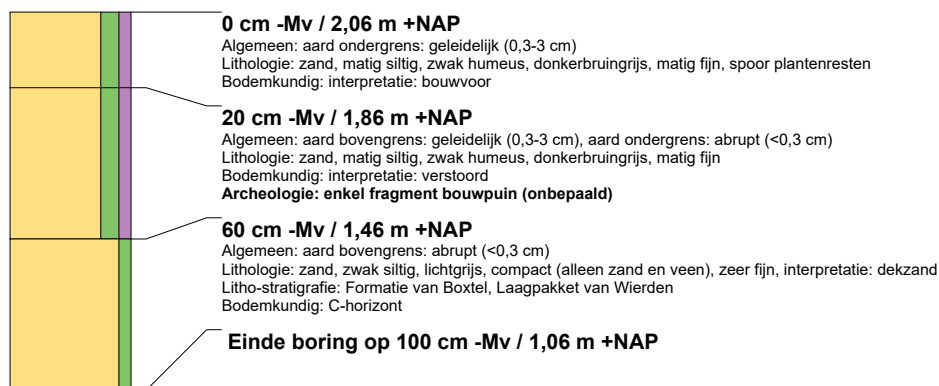 0 cm -Mv / 2,06 m +NAP
Algemeen: aard ondergrens: geleidelijk (0,3-3 cm)
Lithologie: zand, matig siltig, zwak humeus, donkerbruingrijs, matig fijn, spoor plantenresten
Bodemkundig: interpretatie: bouwvoor
20 cm -Mv / 1,86 m +NAP
Algemeen: aard bovengrens: geleidelijk (0,3-3 cm), aard ondergrens: abrupt (<0,3 cm)
Lithologie: zand, matig siltig, zwak humeus, donkerbruingrijs, matig fijn
Bodemkundig: interpretatie: verstoord
Archeologie: enkel fragment bouwpuin (onbepaald)
60 cm -Mv / 1,46 m +NAP
Algemeen: aard bovengrens: abrupt (<0,3 cm)
Lithologie: zand, zwak siltig, lichtgrijs, compact (alleen zand en veen), zeer fijn, interpretatie: dekzand
Litho-stratigrafie: Formatie van Boxtel, Laagpakket van Wierden
Bodemkundig: C-horizont
Einde boring op 100 cm -Mv / 1,06 m +NAP